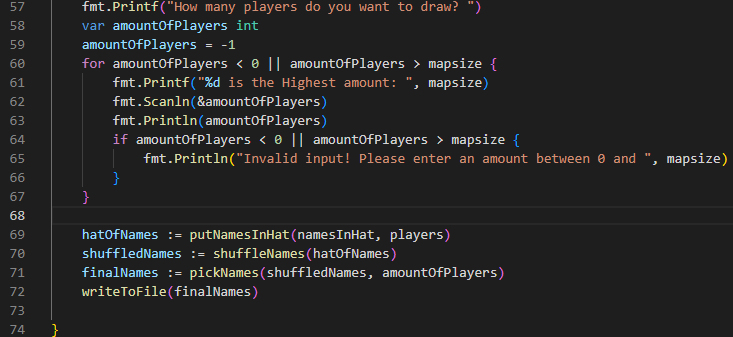 57 fmt.Printf("How many players do you want to draw? ")
58 var amountOfPlayers int
59 amountOfPlayers = -1
60 for amountOfPlayers < 0 || amountOfPlayers > mapsize {
61 fmt.Printf("%d is the Highest amount: ", mapsize)
62 fmt.Scanln(&amountOfPlayers)
63 fmt.Println(amountOfPlayers)
64 if amountOfPlayers < 0 || amountOfPlayers > mapsize {
65 fmt.Println("Invalid input! Please enter an amount between 0 and ", mapsize)
66 }
67 }
68
69 hatOfNames := putNamesInHat(namesInHat, players)
70 shuffledNames := shuffleNames(hatOfNames)
71 finalNames := pickNames(shuffledNames, amountOfPlayers)
72 writeToFile(finalNames)
73
74 }